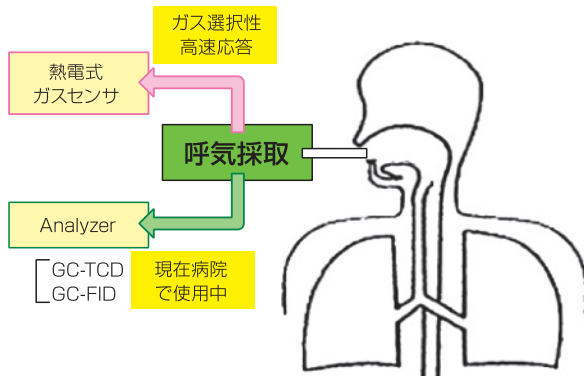 ガス選択性
高速応答
熱電式
ガスセンサ
呼気採取
Analyzer
GC-TCD
GC-FID
現在病院
で使用中